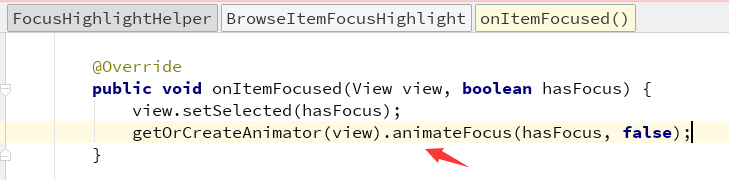 FocusHighlightHelper BrowseItemFocusHighlight onItemFocused()
@Override
public void onItemFocused(View view, boolean hasFocus) {
view.setSelected(hasFocus);
getOrCreateAnimator(view).animateFocus(hasFocus, false);
}